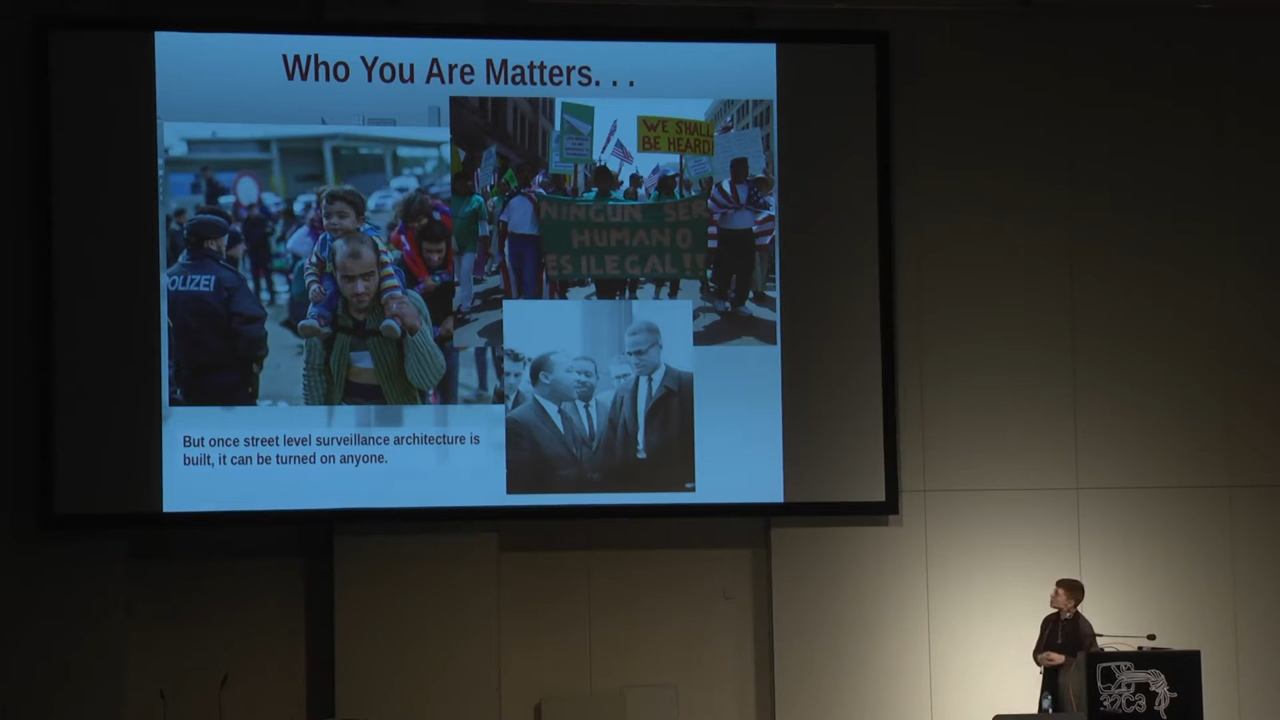 Who You Are Matters. . .
WE SHALL
BE HEARD!
NINGUN SER
HUMANO
ES ILEGAL!!
OLIZEI
But once street level surveillance architecture is
built, it can be turned on anyone.
32C3